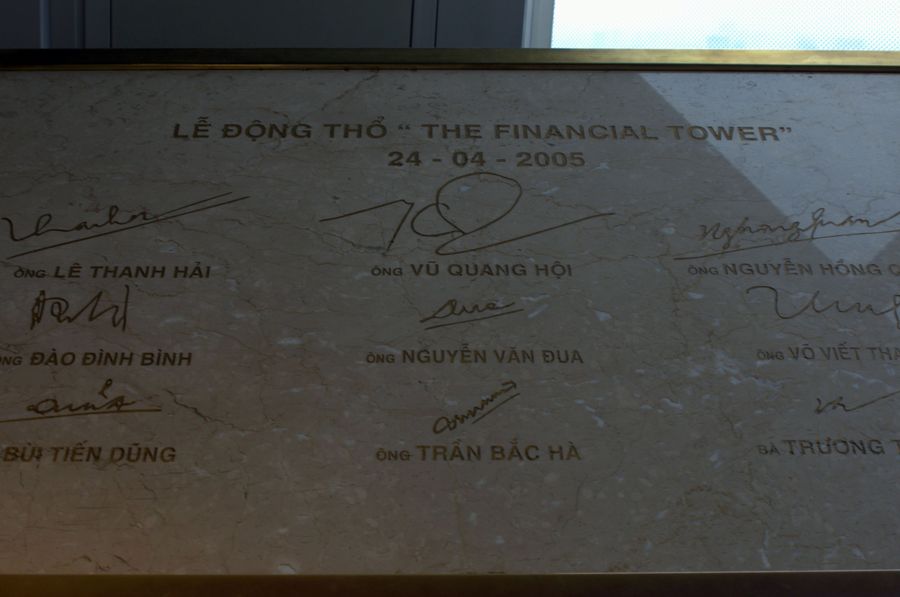 LỄ ĐỘNG THỔ “ THE FINANCIAL TOWER”
24 - 04 - 2005
ÔNG LÊ THANH HẢI ÔNG VŨ QUANG HỘI ÔNG NGUYỄN HỒNG
ĐÀO ĐÌNH BÌNH ÔNG NGUYỄN VĂN ĐUA ÔNG VÕ VIẾT
BÙI TIẾN DŨNG ÔNG TRẦN BẮC HÀ BÀ TRƯƠNG